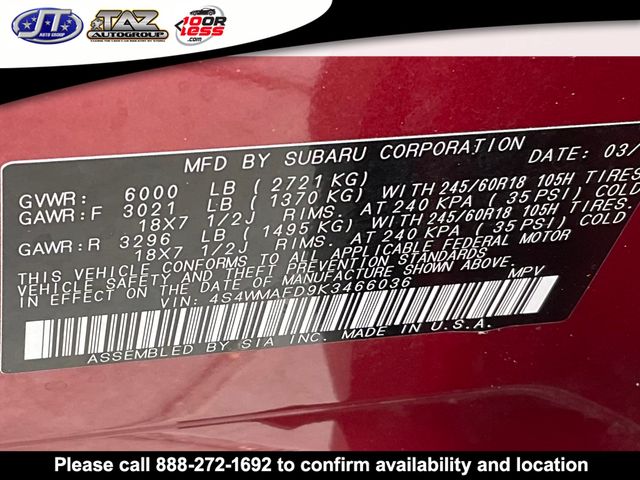 JT
AUTO GROUP
TAZ
AUTOGROUP
10OR
less.com
MFD BY SUBARU CORPORATION DATE: 03/
GVWR: 6000 LB (2721KG)
GAWR:F 3021 LB (1370 KG) WITH 245/60R18 105H TIRES
18X7 1/2J RIMS. AT 240 KPA (35 PSI) COLD
GAWR:R 3296 LB (1495 KG) WITH 245/60R18 105H TIRES.
18X7 1/2J RIMS. AT 240 KPA (35 PSI) COLD
THIS VEHICLE CONFORMS TO ALL APPLICABLE FEDERAL MOTOR
VEHICLE SAFETY AND THEFT PREVENTION STANDARDS
IN EFFECT ON THE DATE OF MANUFACTURE SHOWN ABOVE.
VIN: 4S4WMAFD9K3466036 MPV
ASSEMBLED BY SIA INC. MADE IN U.S.A.
Please call 888-272-1692 to confirm availability and location